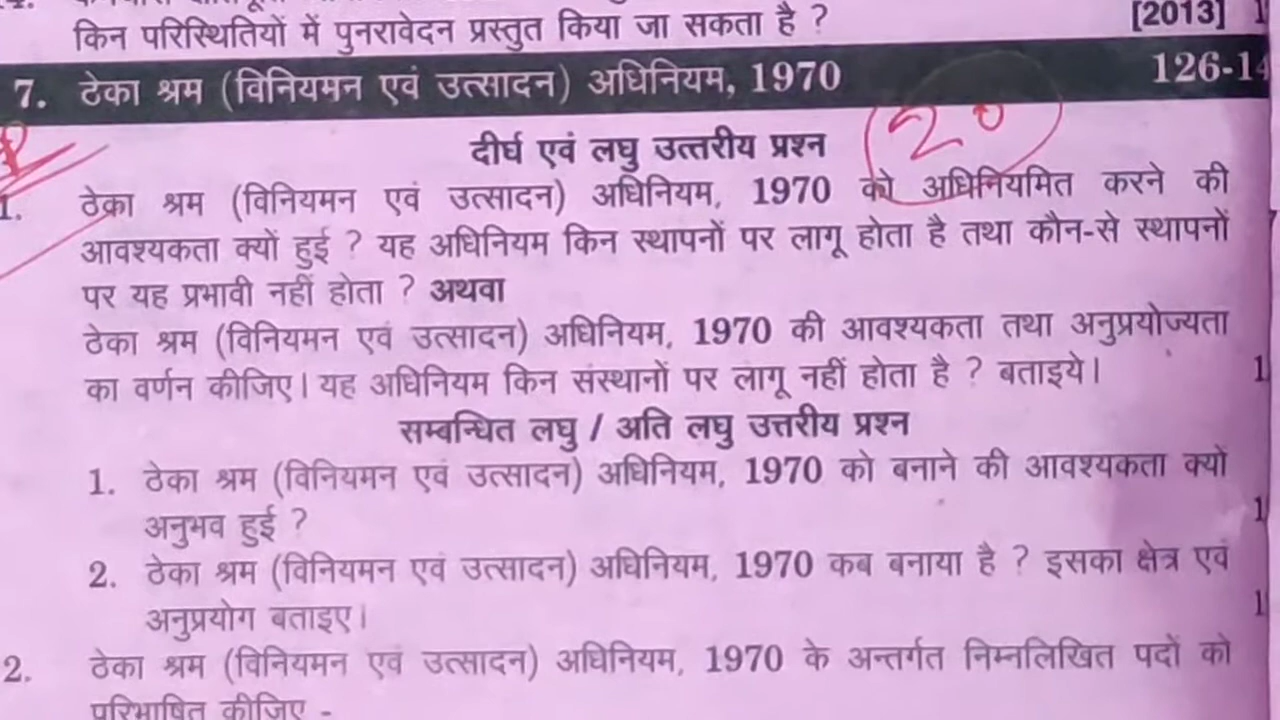 किन परिस्थितियों में पुनरावेदन प्रस्तुत किया जा सकता है ? [2013]
7. ठेका श्रम (विनियमन एवं उत्सादन) अधिनियम, 1970 126-14
20
दीर्घ एवं लघु उत्तरीय प्रश्न
1. ठेका श्रम (विनियमन एवं उत्सादन) अधिनियम, 1970 को अधिनियमित करने की
आवश्यकता क्यों हुई ? यह अधिनियम किन स्थापनों पर लागू होता है तथा कौन-से स्थापनों
पर यह प्रभावी नहीं होता ? अथवा
ठेका श्रम (विनियमन एवं उत्सादन) अधिनियम, 1970 की आवश्यकता तथा अनुप्रयोज्यता
का वर्णन कीजिए। यह अधिनियम किन संस्थानों पर लागू नहीं होता है ? बताइये। 1
सम्बन्धित लघु / अति लघु उत्तरीय प्रश्न
1. ठेका श्रम (विनियमन एवं उत्सादन) अधिनियम, 1970 को बनाने की आवश्यकता क्यों
अनुभव हुई ? 1
2. ठेका श्रम (विनियमन एवं उत्सादन) अधिनियम, 1970 कब बनाया है ? इसका क्षेत्र एवं
अनुप्रयोग बताइए। 1
2. ठेका श्रम (विनियमन एवं उत्सादन) अधिनियम, 1970 के अन्तर्गत निम्नलिखित पदों को
परिभाषित कीजिए -